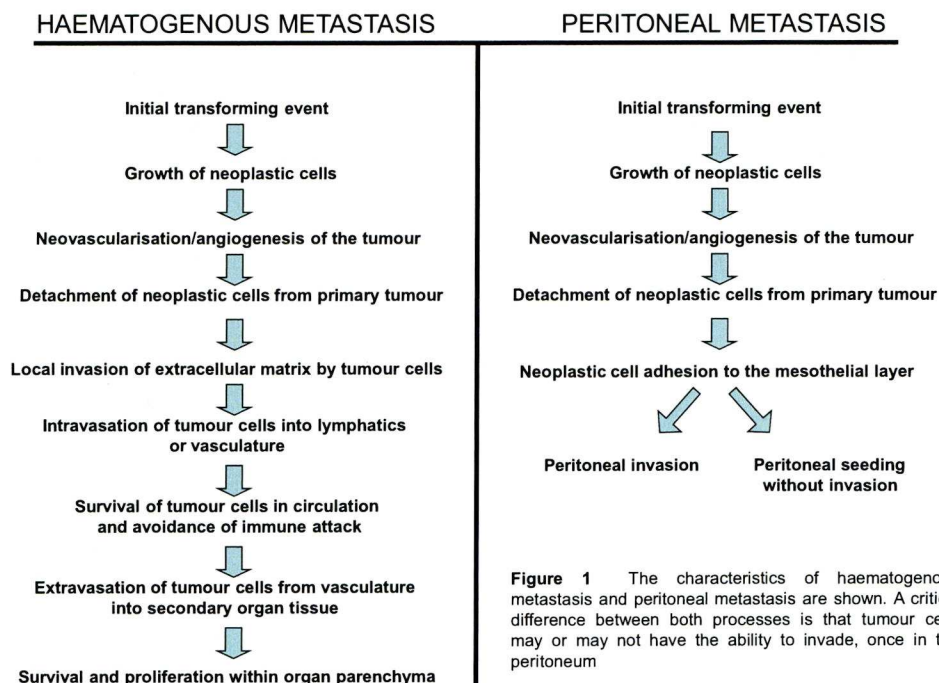 HAEMATOGENOUS METASTASIS
Initial transforming event
Growth of neoplastic cells
Neovascularisation/angiogenesis of the tumour
Detachment of neoplastic cells from primary tumour
Local invasion of extracellular matrix by tumour cells
Intravasation of tumour cells into lymphatics
or vasculature
Survival of tumour cells in circulation
and avoidance of immune attack
Extravasation of tumour cells from vasculature
into secondary organ tissue
Survival and proliferation within organ parenchyma
PERITONEAL METASTASIS
Initial transforming event
Growth of neoplastic cells
Neovascularisation/angiogenesis of the tumour
Detachment of neoplastic cells from primary tumour
Neoplastic cell adhesion to the mesothelial layer
Peritoneal invasion
Peritoneal seeding
without invasion
Figure 1 The characteristics of
metastasis and peritoneal metastasis are shown. A
difference between both processes is that tumour
may or may not have the ability to invade, once in
peritoneum